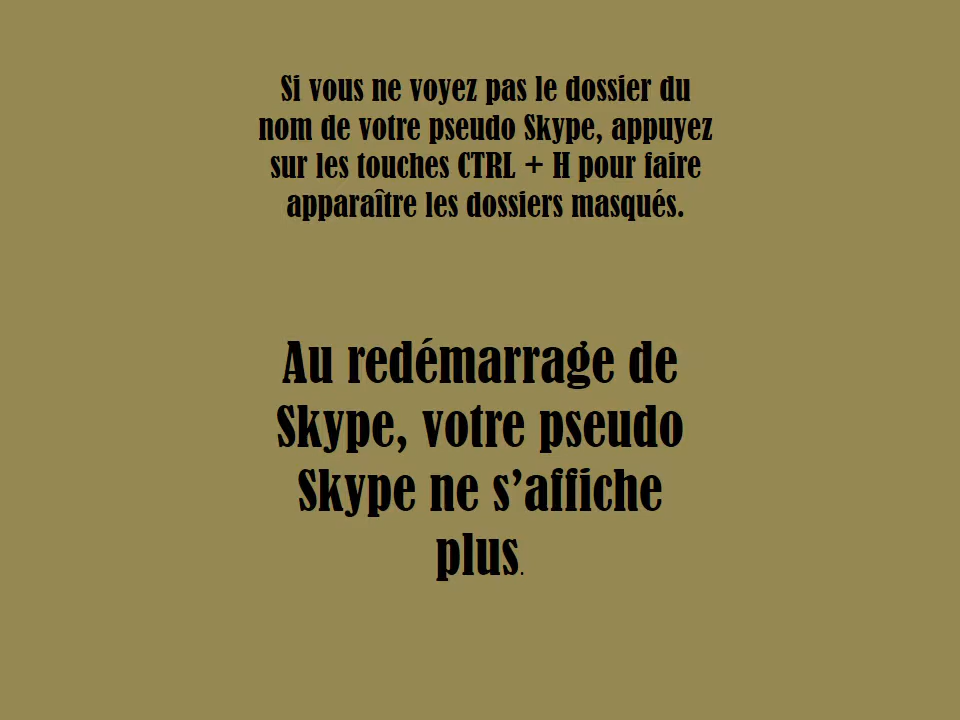 Si vous ne voyez pas le dossier du
nom de votre pseudo Skype, appuyez
sur les touches CTRL + H pour faire
apparaître les dossiers masqués.
Au redémarrage de
Skype, votre pseudo
Skype ne s’affiche
plus.